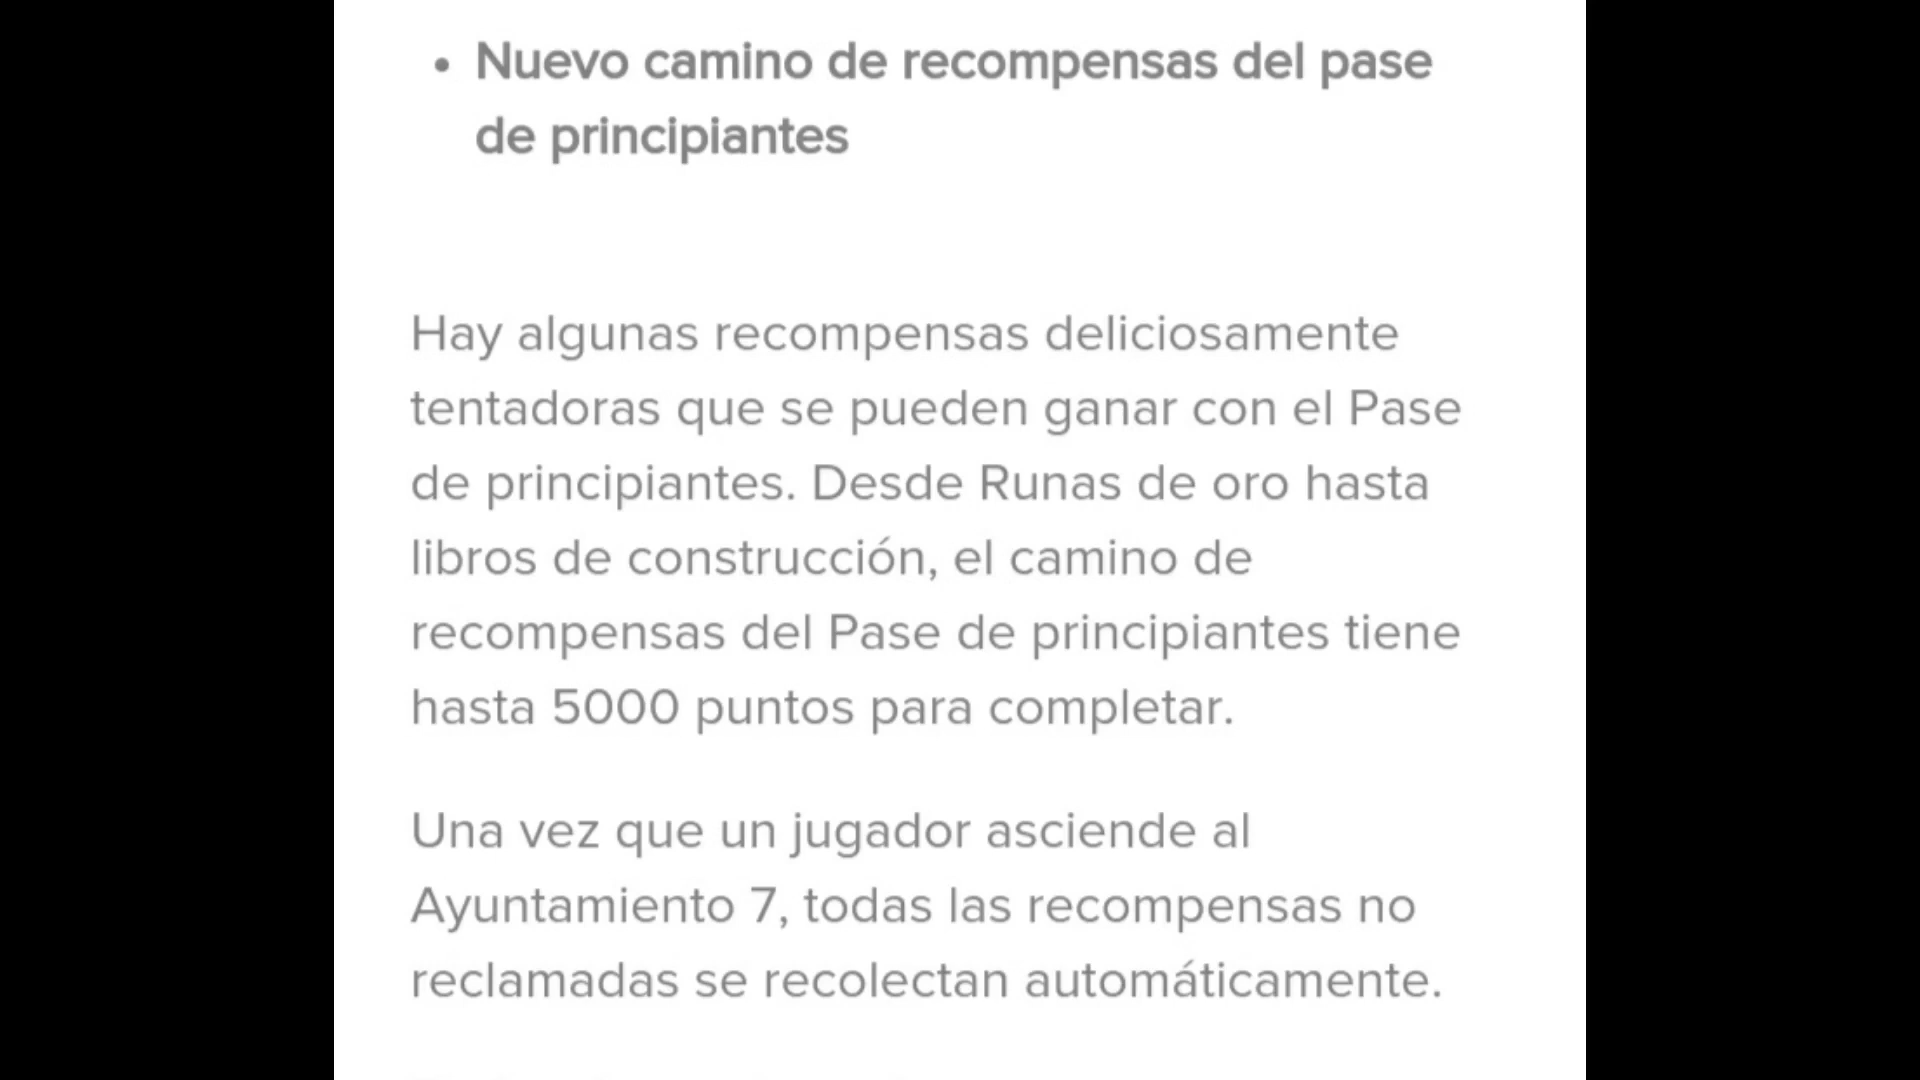 • Nuevo camino de recompensas del pase
de principiantes
Hay algunas recompensas deliciosamente
tentadoras que se pueden ganar con el Pase
de principiantes. Desde Runas de oro hasta
libros de construcción, el camino de
recompensas del Pase de principiantes tiene
hasta 5000 puntos para completar.
Una vez que un jugador asciende al
Ayuntamiento 7, todas las recompensas no
reclamadas se recolectan automáticamente.